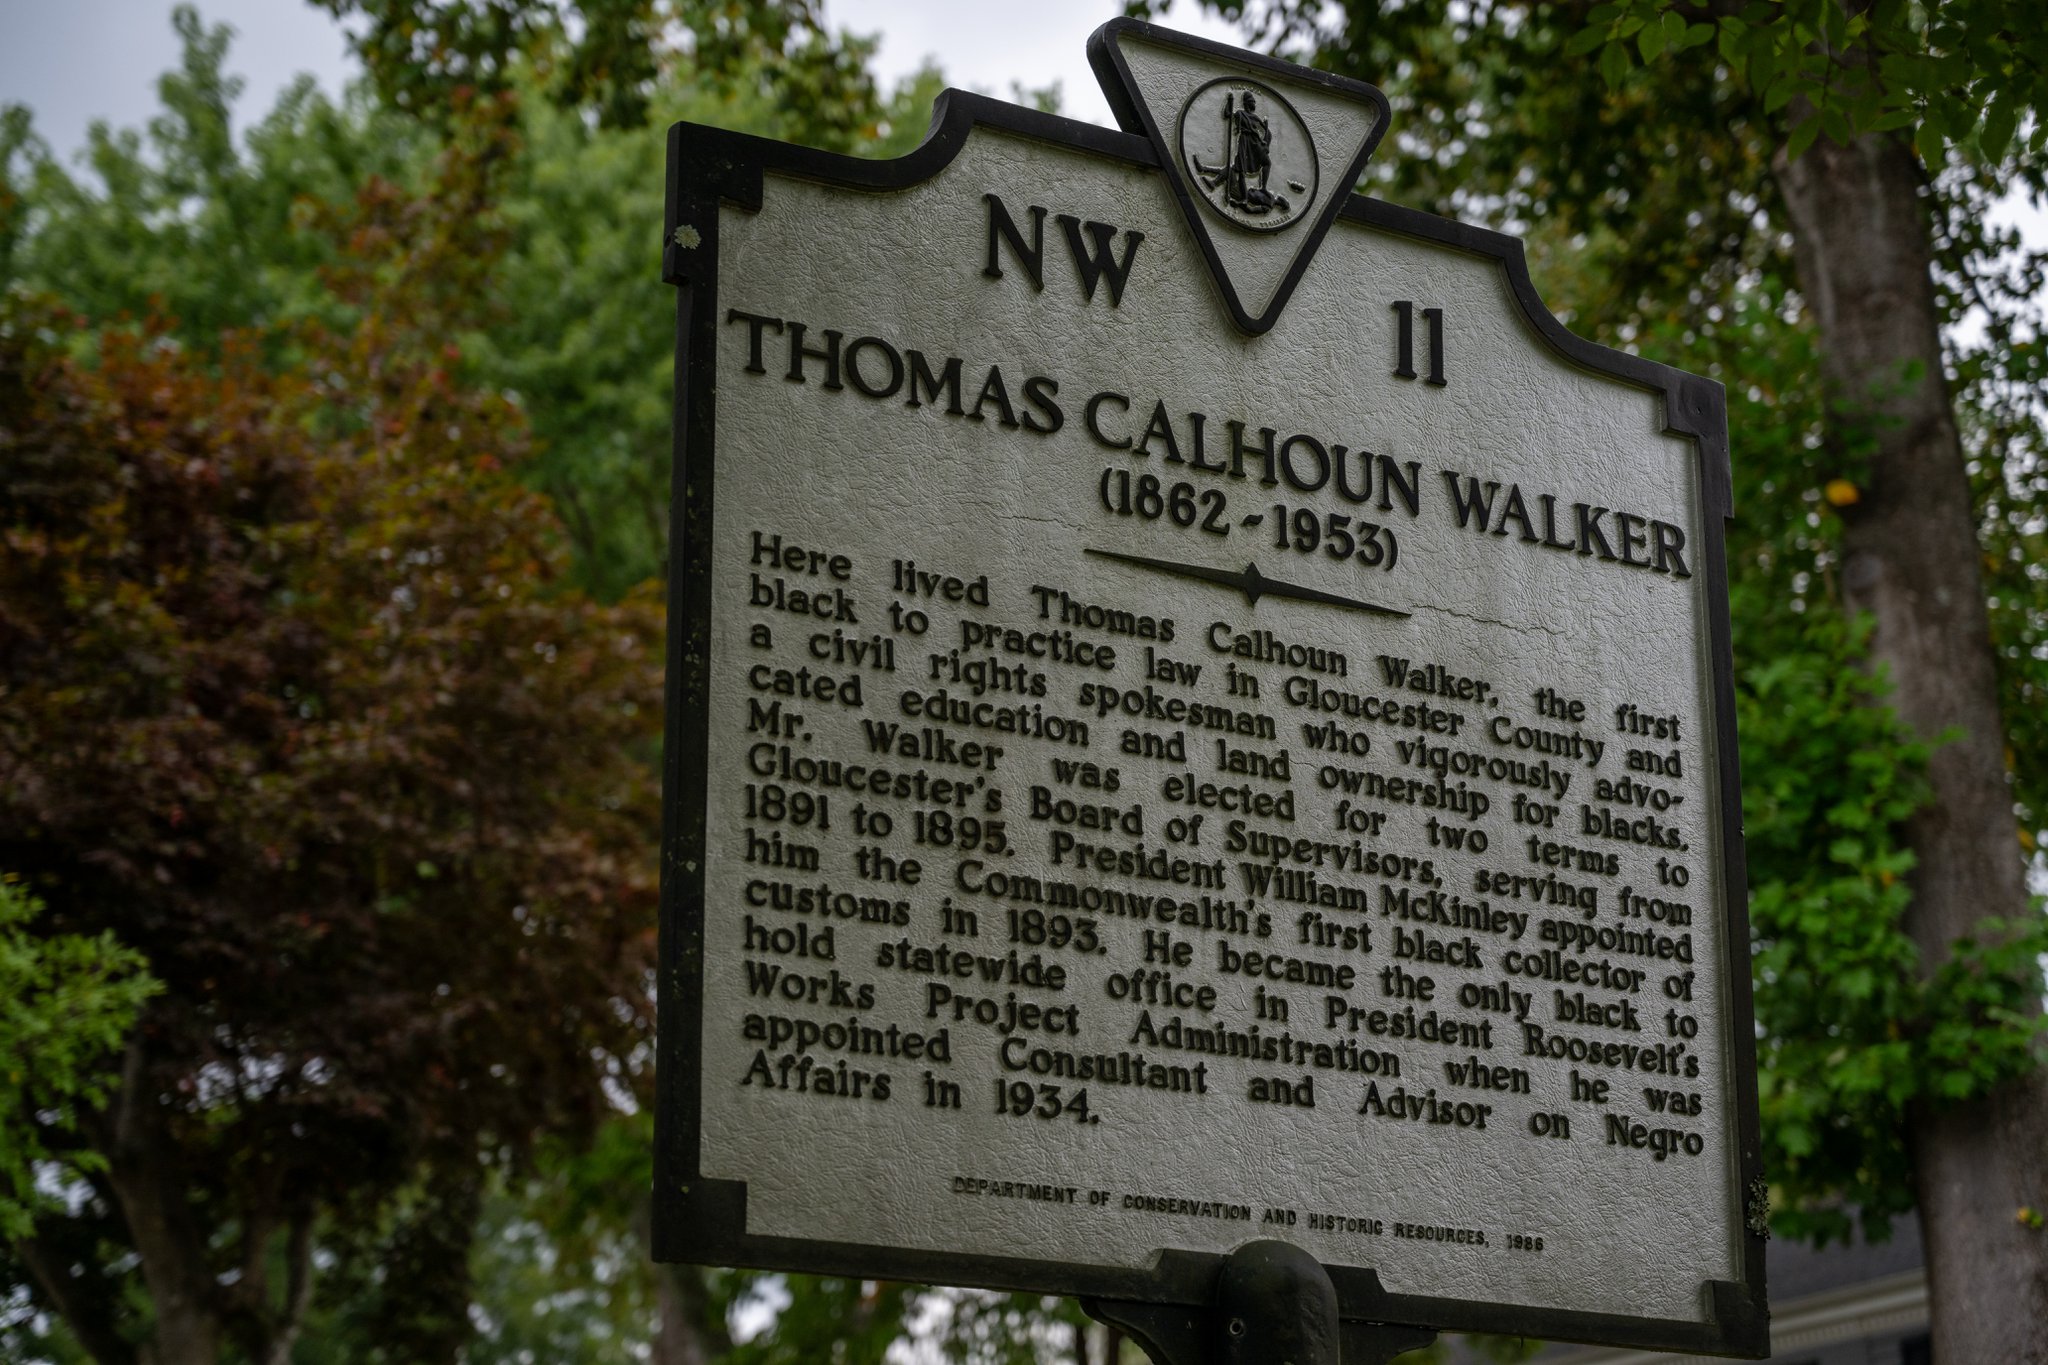 NW 11
THOMAS CALHOUN WALKER
(1862-1953)
Here lived Thomas Calhoun Walker, the first
black to practice law in Gloucester County and
a civil rights spokesman who vigorously advo-
cated education and land ownership for blacks.
Mr. Walker was elected for two terms to
Gloucester's Board of Supervisors, serving from
1891 to 1895. President William McKinley appointed
him the Commonwealth's first black collector of
customs in 1893. He became the only black to
hold statewide office in President Roosevelt's
Works Project Administration when he was
appointed Consultant and Advisor on Negro
Affairs in 1934.
DEPARTMENT OF CONSERVATION AND HISTORIC RESOURCES, 1986